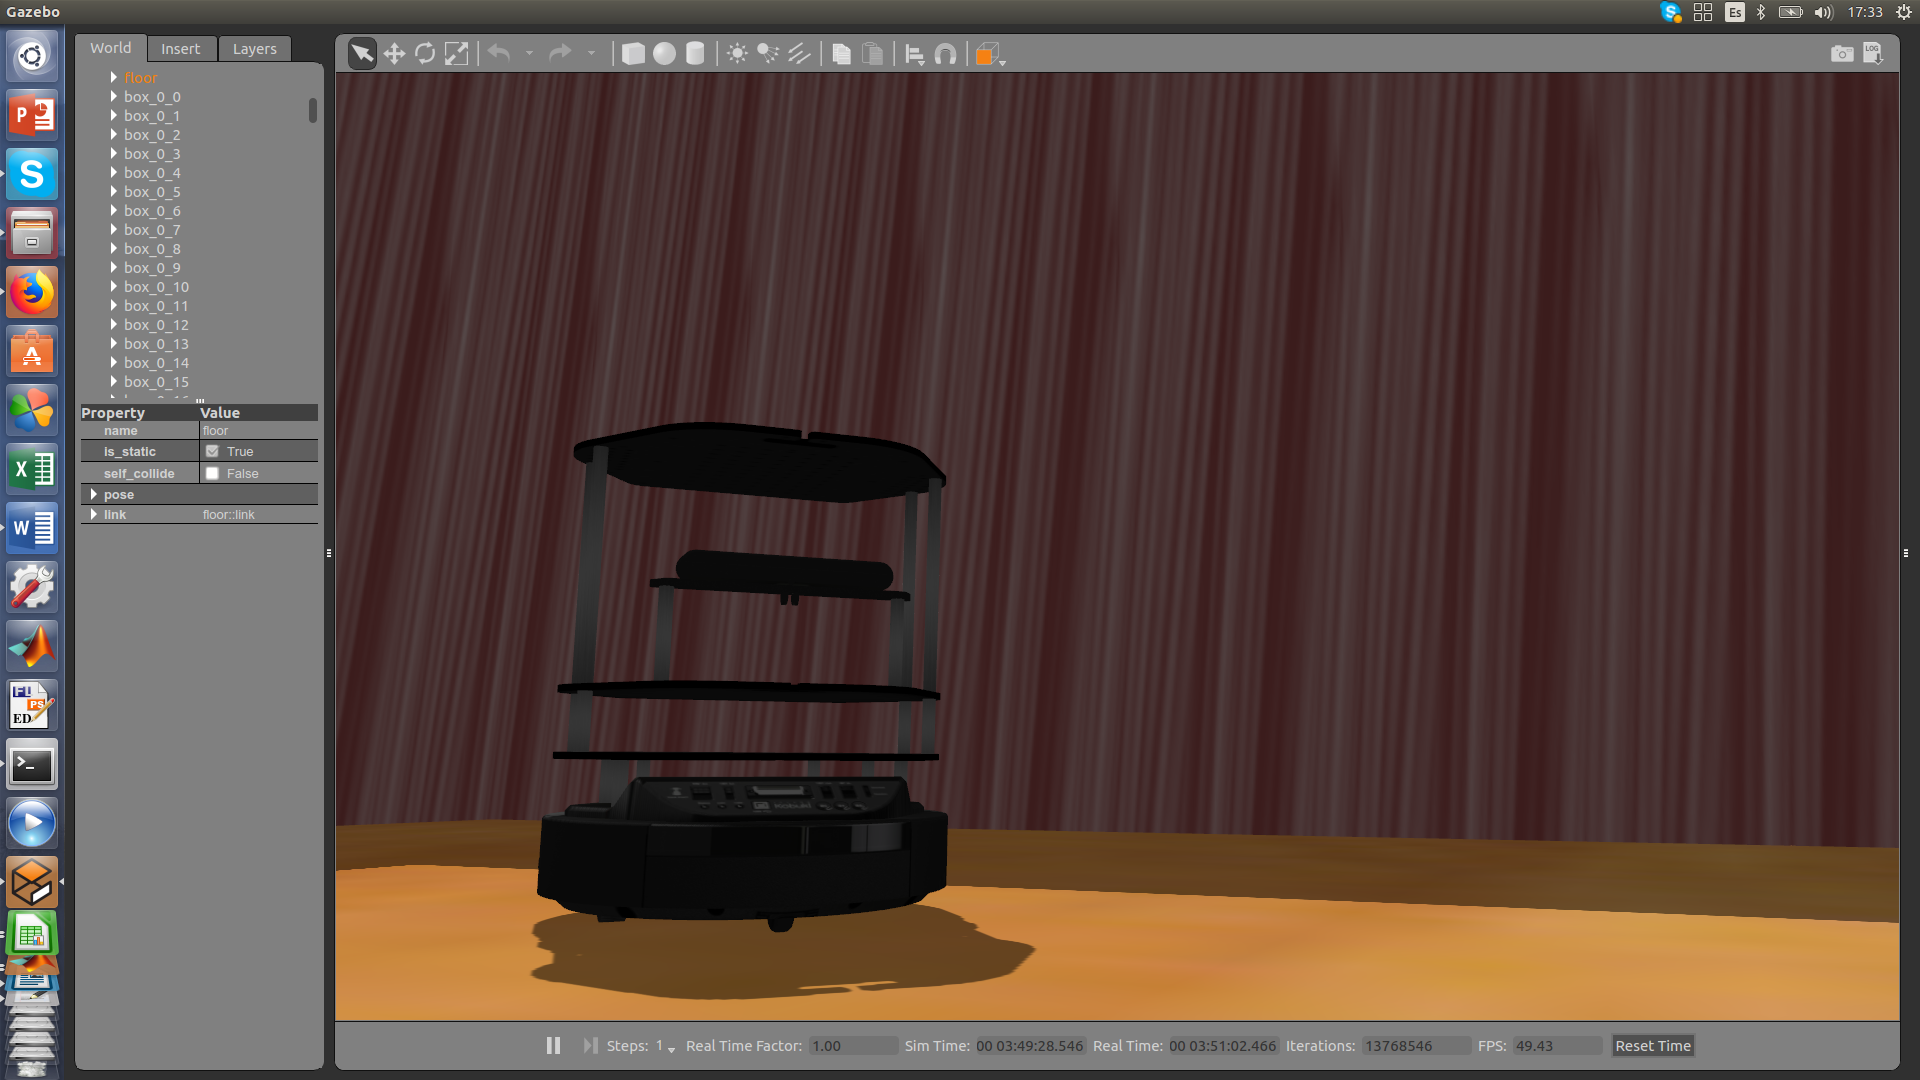 Gazebo
Es
17:33
World Insert Layers
LOG
floor
box_0_0
box_0_1
box_0_2
box_0_3
box_0_4
box_0_5
box_0_6
box_0_7
box_0_8
box_0_9
box_0_10
box_0_11
box_0_12
box_0_13
box_0_14
box_0_15
Property Value
name floor
is_static True
self_collide False
pose
link floor::link
Steps: 1 Real Time Factor: 1.00 Sim Time: 00 03:49:28.546 Real Time: 00 03:51:02.466 Iterations: 13768546 FPS: 49.43 Reset Time